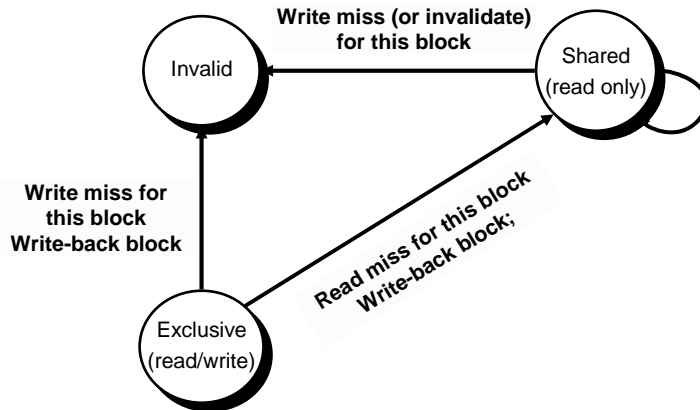 Write miss (or invalidate)
for this block
Invalid
Shared
(read only)
Write miss for
this block
Write-back block
Read miss for this block
Write-back block;
Exclusive
(read/write)